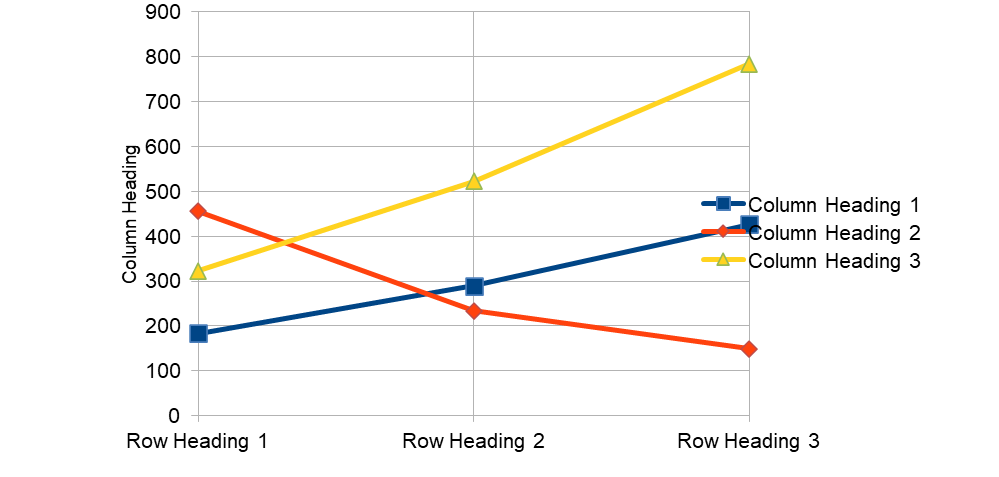 900
800
700
600
500
400
300
200
100
0
Column Heading
Row Heading 1
Row Heading 2
Row Heading 3
Column Heading 1
Column Heading 2
Column Heading 3